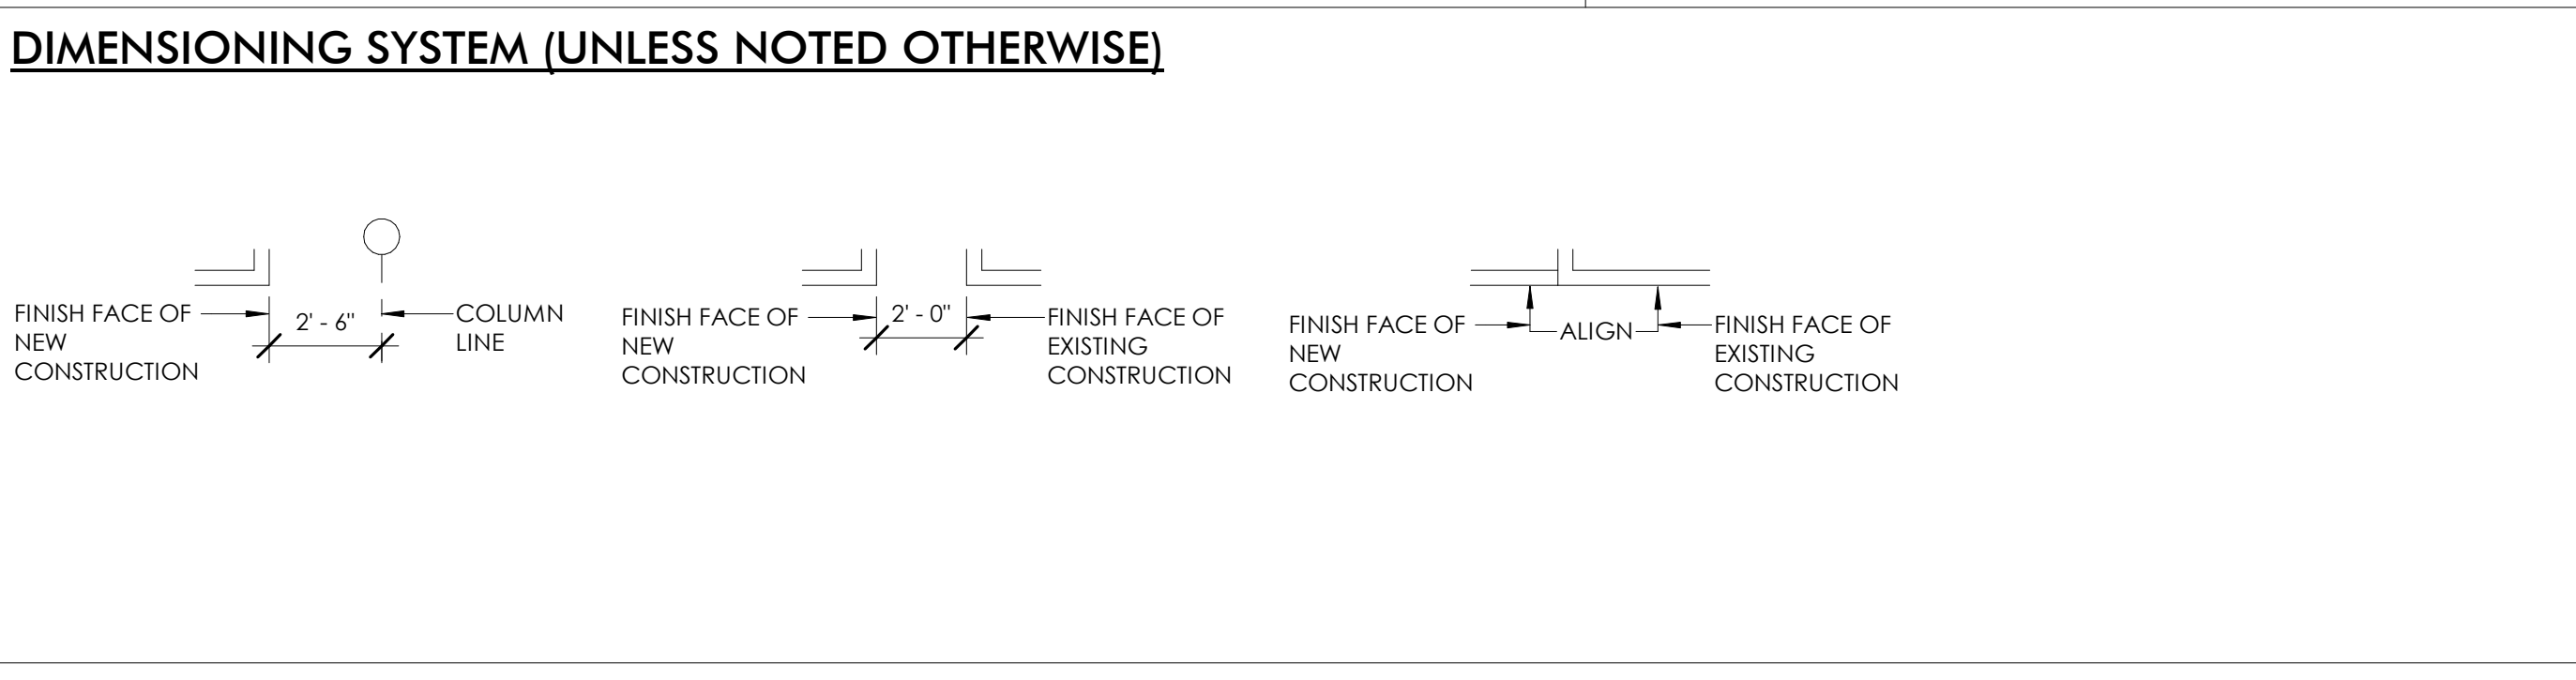 DIMENSIONING SYSTEM (UNLESS NOTED OTHERWISE)
FINISH FACE OF
NEW
CONSTRUCTION
2' - 6"
COLUMN
LINE
FINISH FACE OF
NEW
CONSTRUCTION
2' - 0"
FINISH FACE OF
EXISTING
CONSTRUCTION
FINISH FACE OF
NEW
CONSTRUCTION
ALIGN
FINISH FACE OF
EXISTING
CONSTRUCTION